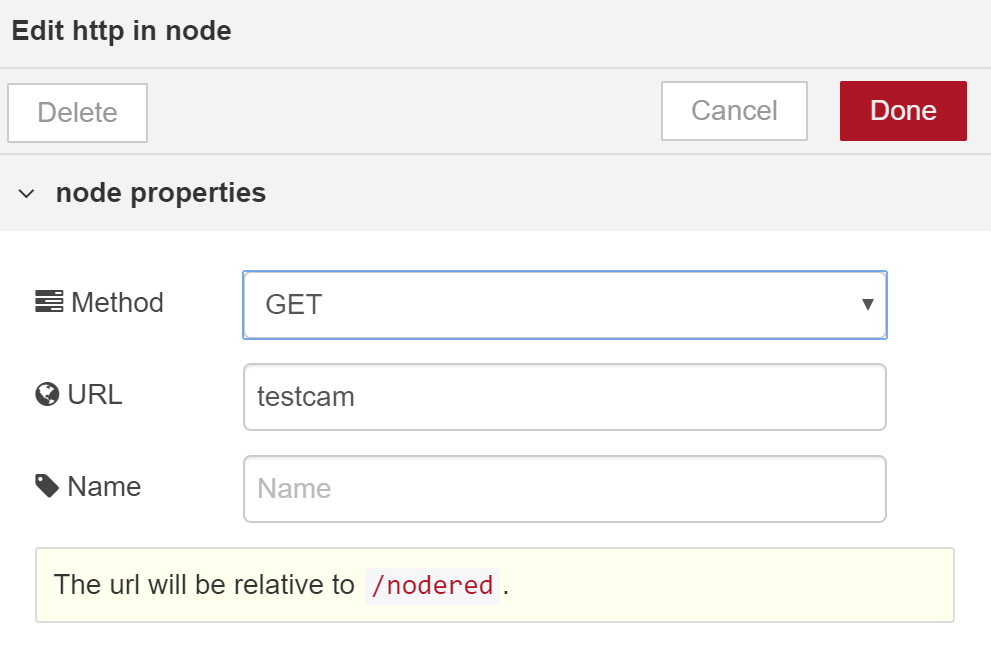 Edit http in node
Delete
Cancel
Done
node properties
Method
GET
URL
testcam
Name
Name
The url will be relative to /nodered.